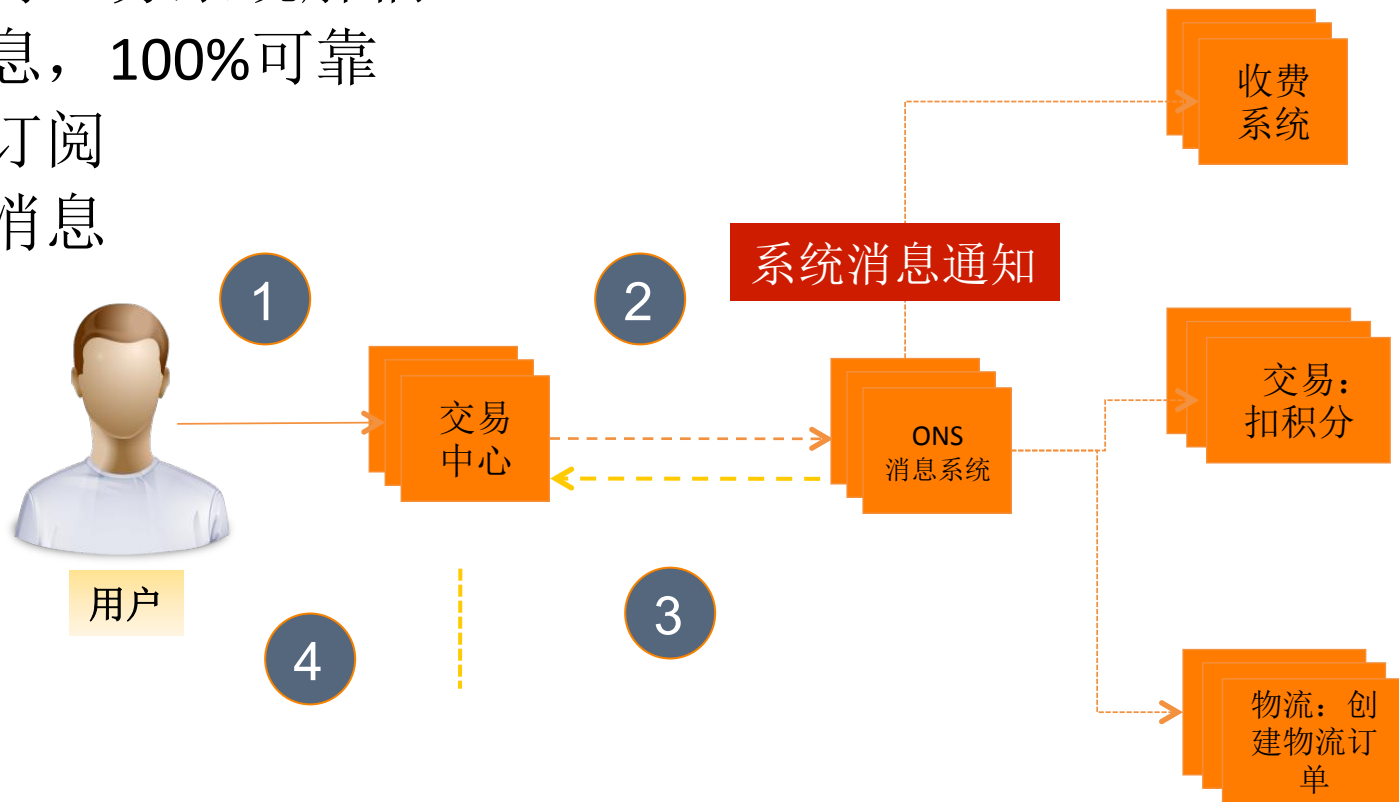 息，100%可靠
订阅
消息
收费
系统
系统消息通知
1
2
交易
中心
ONS
消息系统
交易：
扣积分
用户
3
4
物流：创
建物流订
单